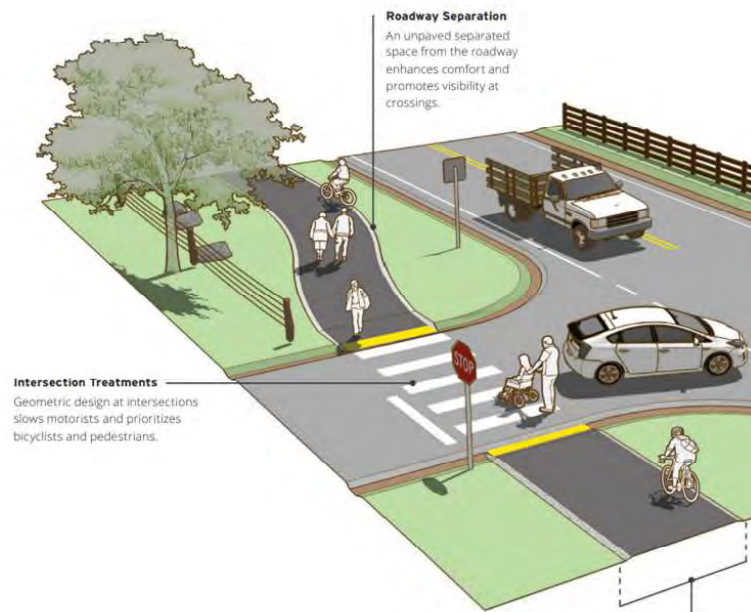 Roadway Separation
An unpaved separated
space from the roadway
enhances comfort and
promotes visibility at
crossings.
STOP
Intersection Treatments
Geometric design at intersections
slows motorists and prioritizes
bicyclists and pedestrians.